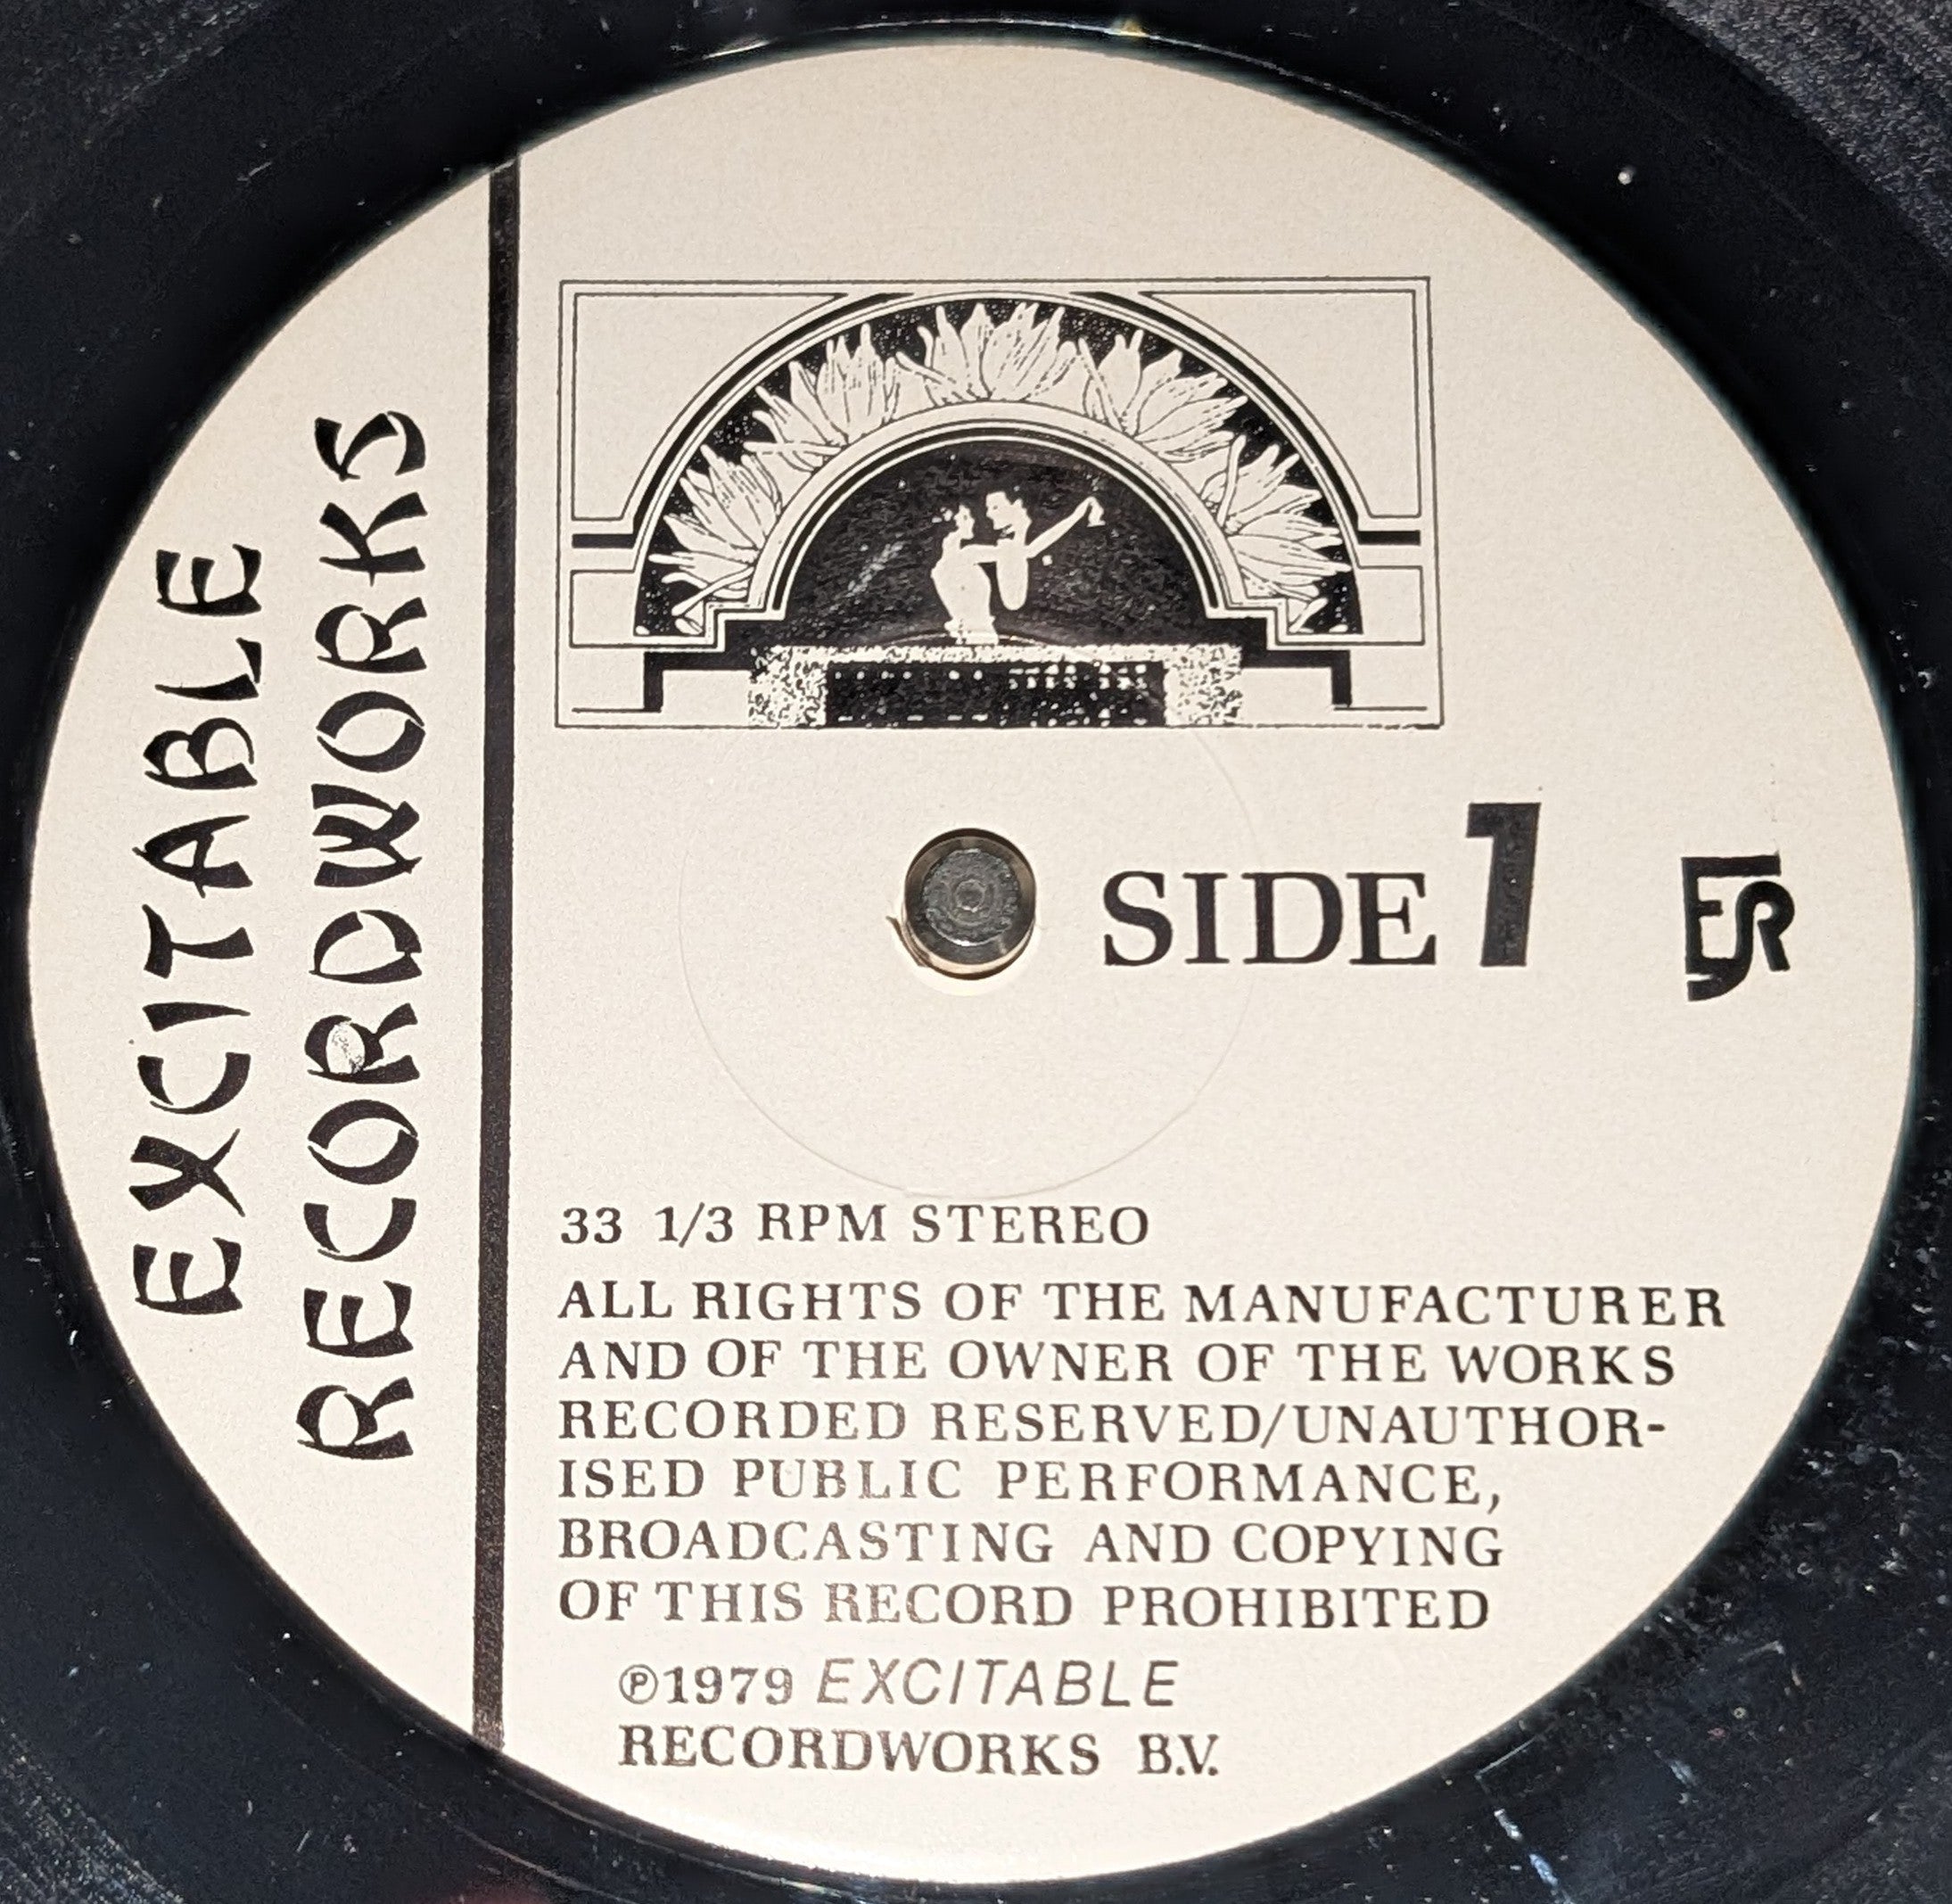 EXCITABLE
RECORDWORKS
SIDE 1
33 1/3 RPM STEREO
ALL RIGHTS OF THE MANUFACTURER
AND OF THE OWNER OF THE WORKS
RECORDED RESERVED/UNAUTHOR-
ISED PUBLIC PERFORMANCE,
BROADCASTING AND COPYING
OF THIS RECORD PROHIBITED
℗1979 EXCITABLE
RECORDWORKS B.V.